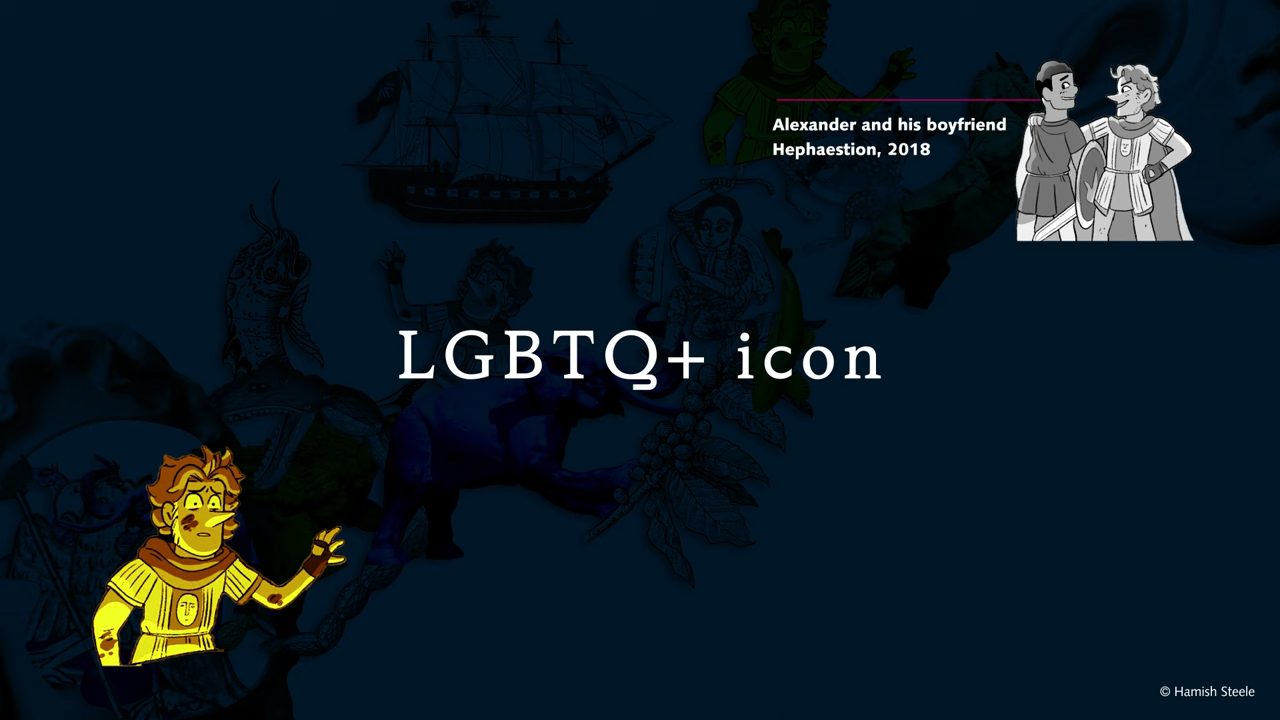 Alexander and his boyfriend
Hephaestion, 2018
LGBTQ+ icon
© Hamish Steele